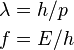 λ = h/p
f = E/h